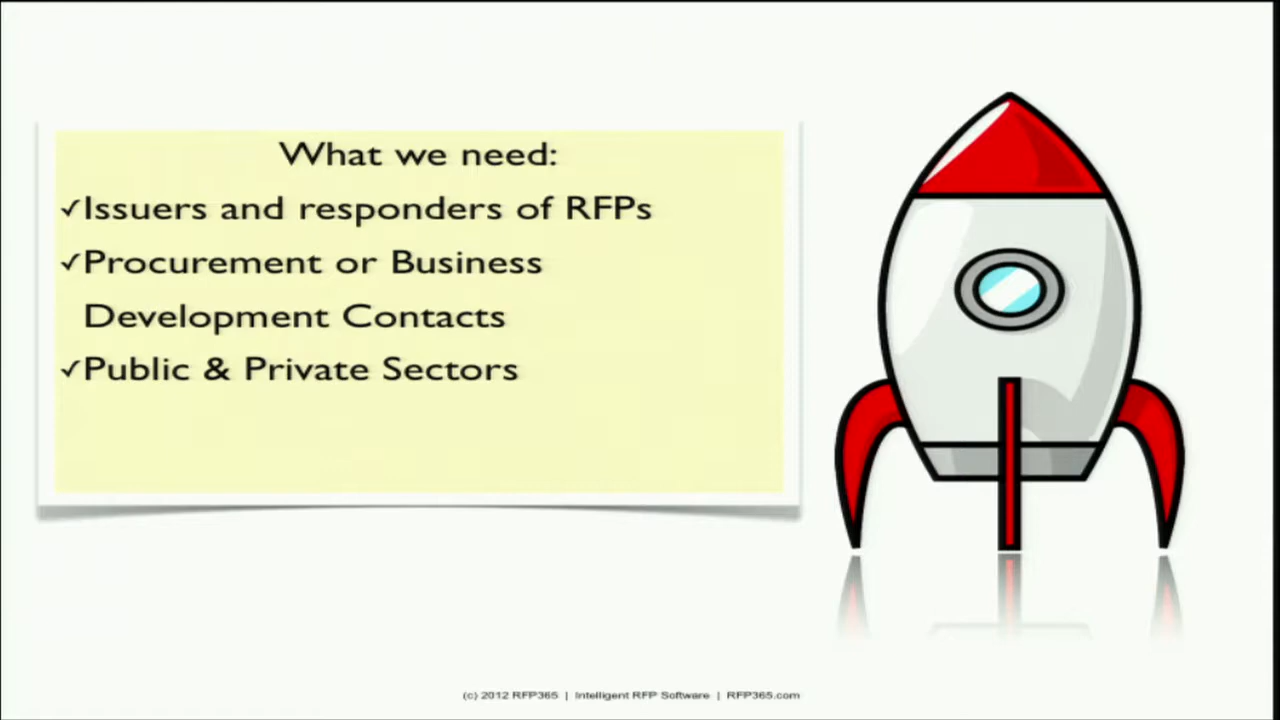 What we need:
✓Issuers and responders of RFPs
✓Procurement or Business
Development Contacts
✓Public & Private Sectors
(c) 2012 RFP365 | Intelligent RFP Software | RFP365.com